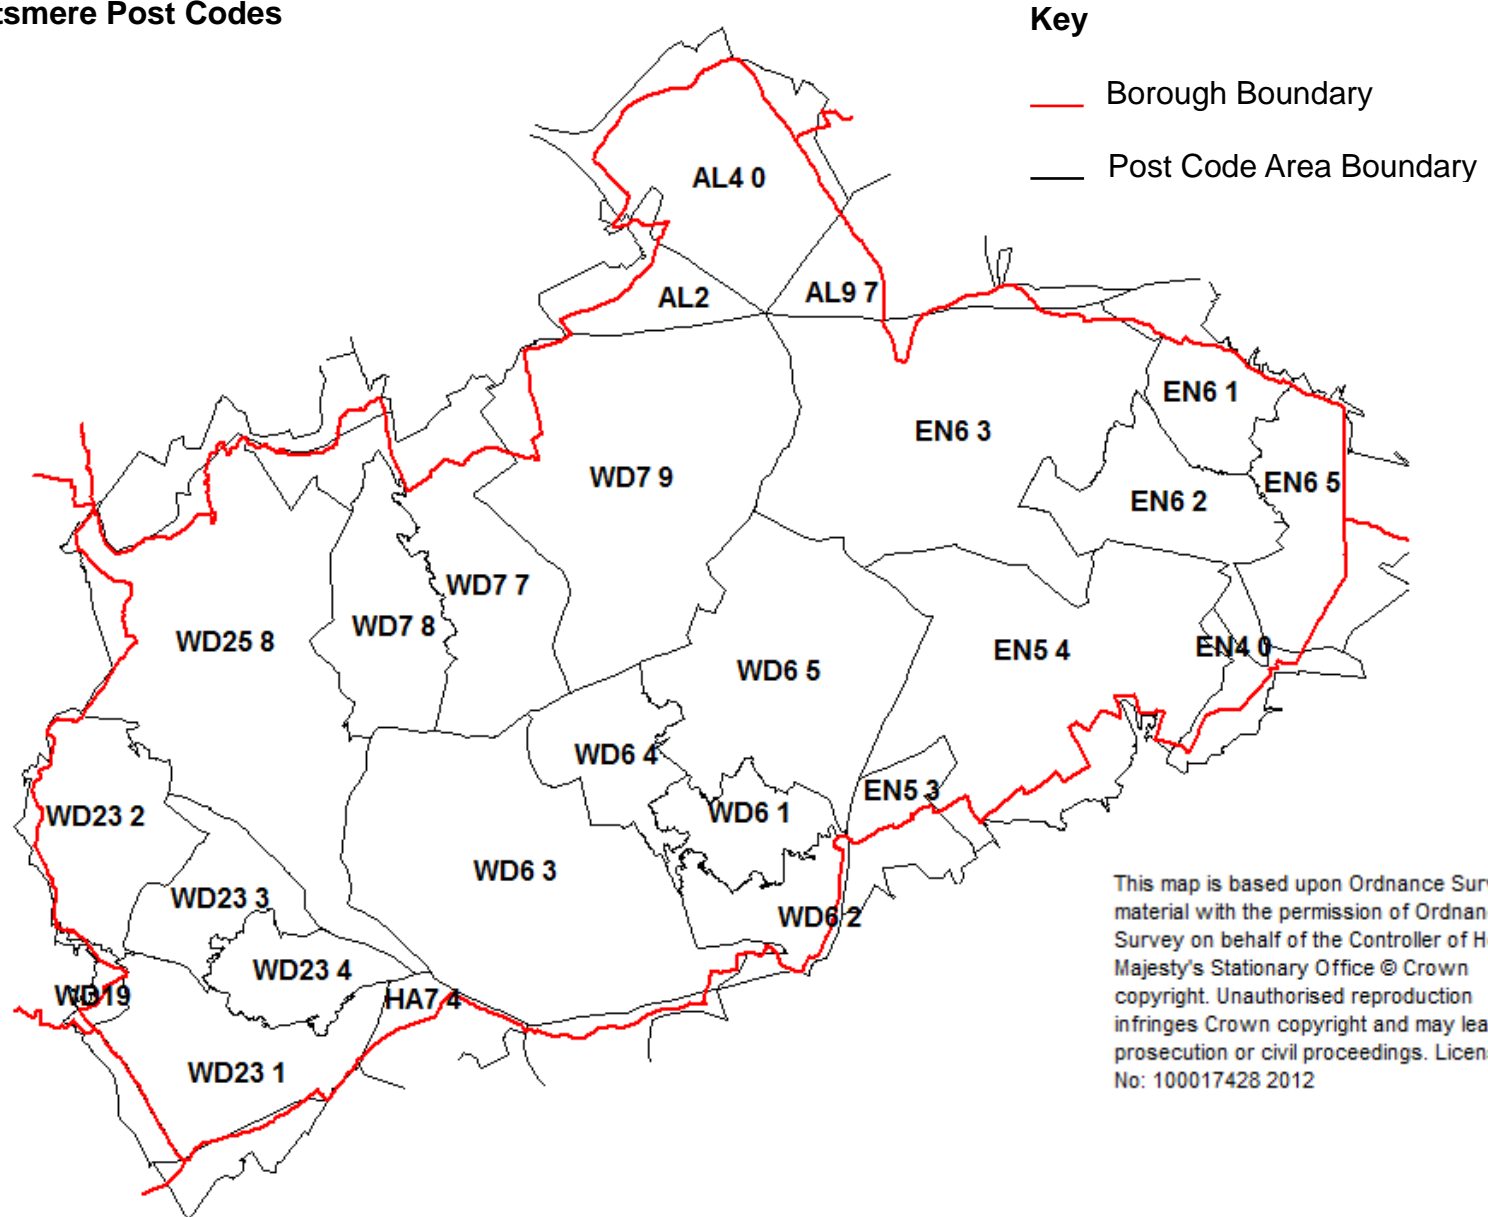 tsmere Post Codes
Key
Borough Boundary
Post Code Area Boundary
AL4 0
AL2
AL9 7
EN6 1
EN6 3
WD7 9
EN6 5
EN6 2
WD7 7
WD7 8
WD25 8
EN4 0
EN5 4
WD6 5
WD6 4
EN5 3
WD6 1
WD23 2
WD6 3
WD23 3
WD6 2
WD23 4
WD19
HA7 4
WD23 1
This map is based upon Ordnance Surv
material with the permission of Ordnan
Survey on behalf of the Controller of H
Majesty's Stationary Office © Crown
copyright. Unauthorised reproduction
infringes Crown copyright and may lea
prosecution or civil proceedings. Licens
No: 100017428 2012